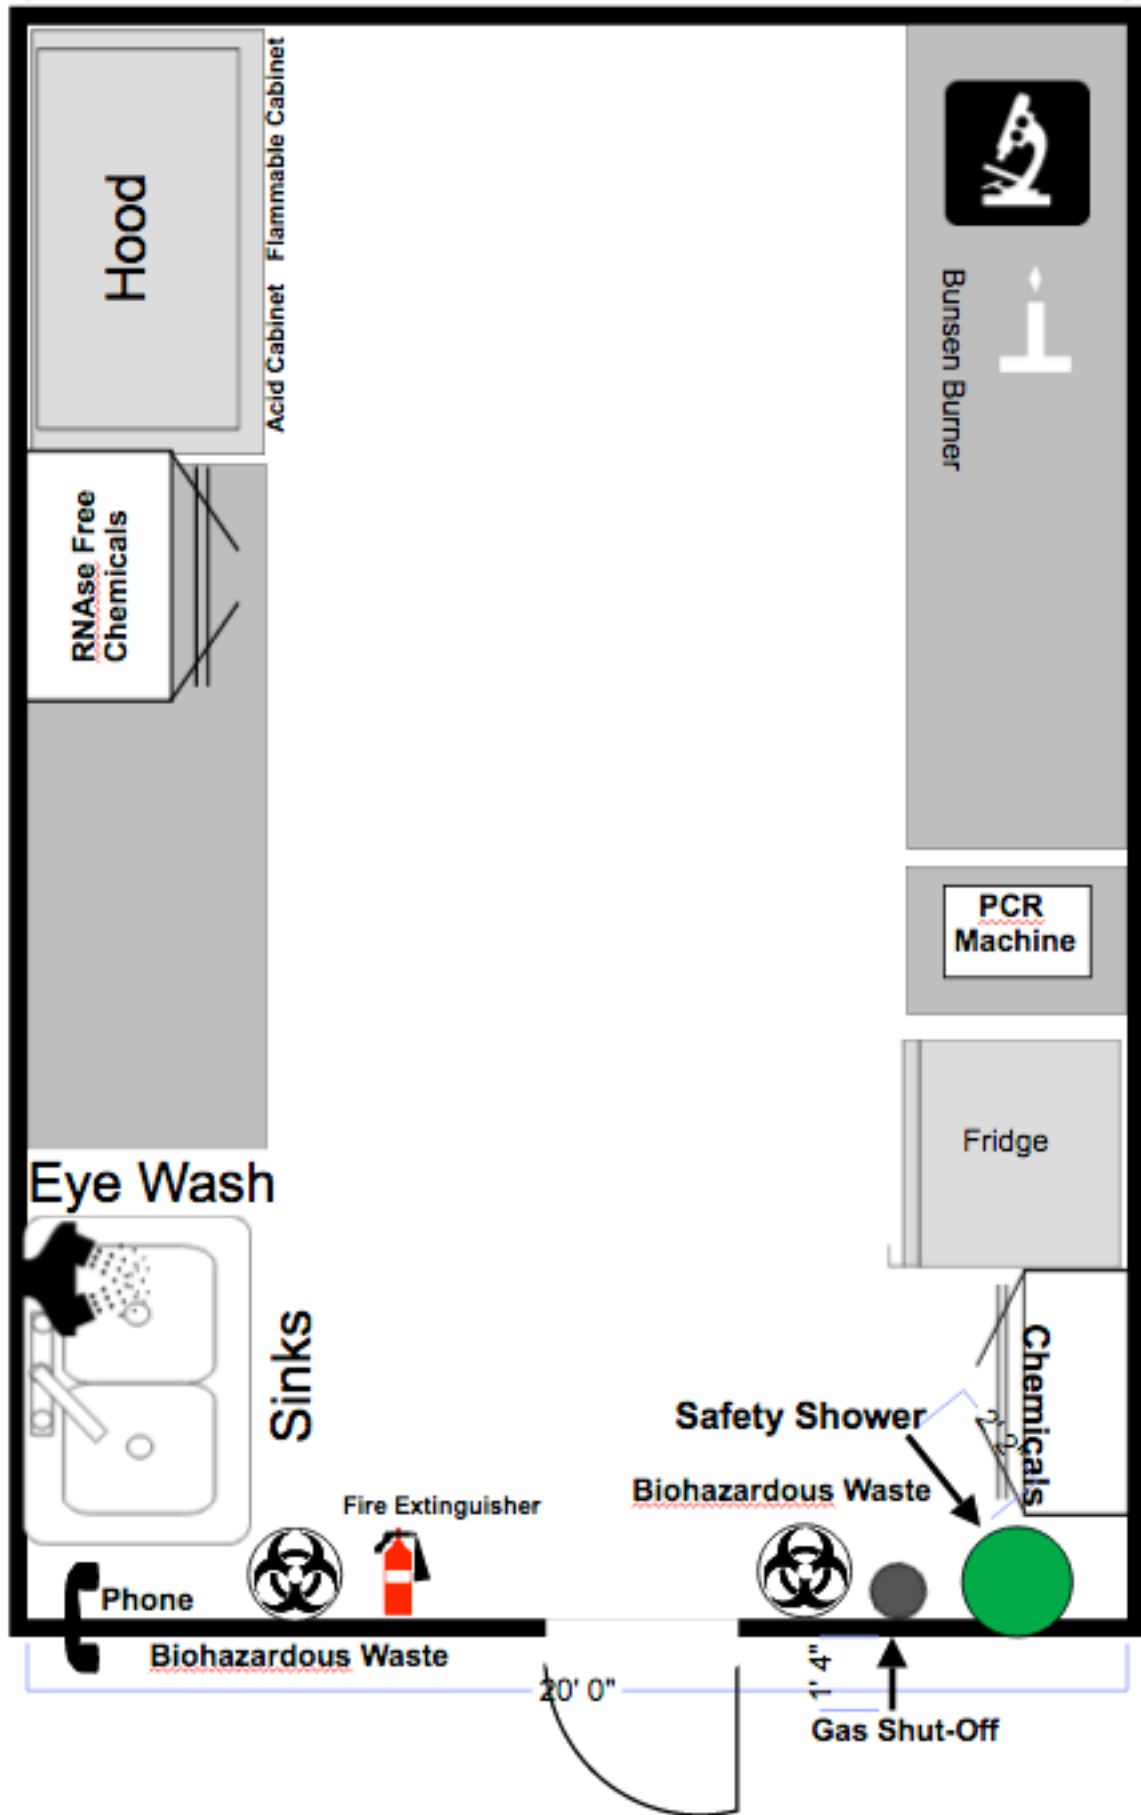 Hood
Flammable Cabinet
Acid Cabinet
Bunsen Burner
RNAse Free
Chemicals
PCR
Machine
Fridge
Eye Wash
Sinks
Chemicals
Safety Shower
Biohazardous Waste
Fire Extinguisher
Phone
Biohazardous Waste
20' 0"
1' 4"
Gas Shut-Off